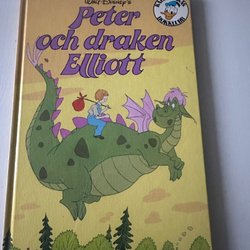 Walt Disney's
Peter
och draken
Elliott